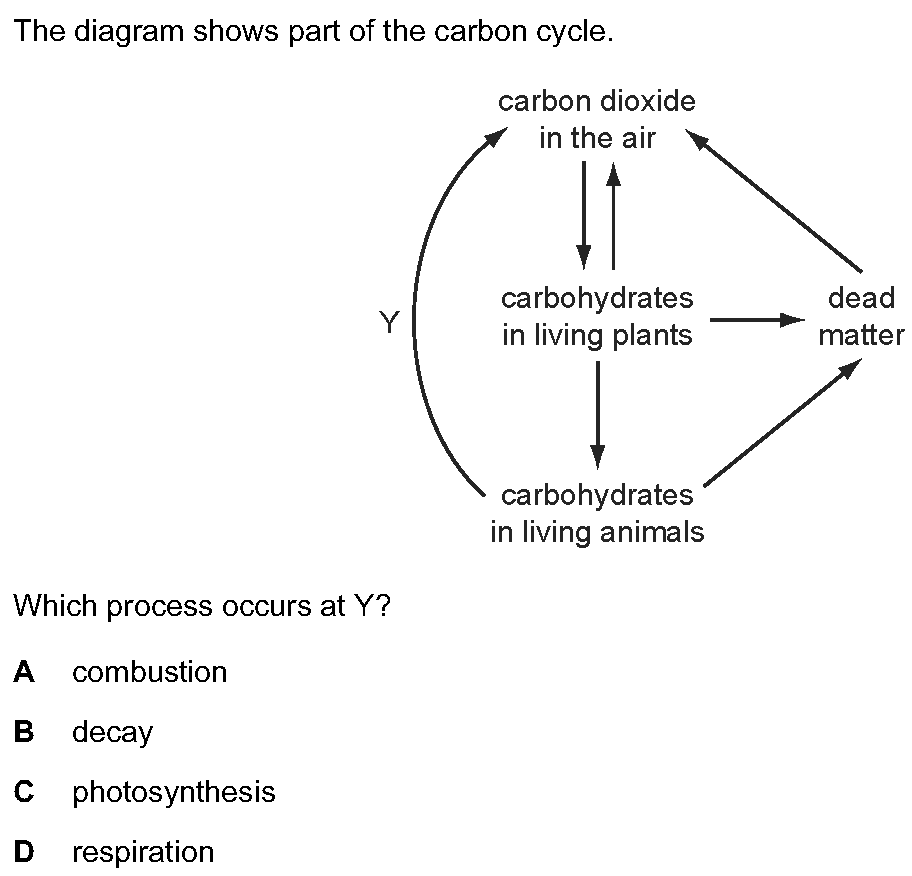 The diagram shows part of the carbon cycle.
carbon dioxide
in the air
carbohydrates
in living plants
dead
matter
Y
carbohydrates
in living animals
Which process occurs at Y?
A combustion
B decay
C photosynthesis
D respiration